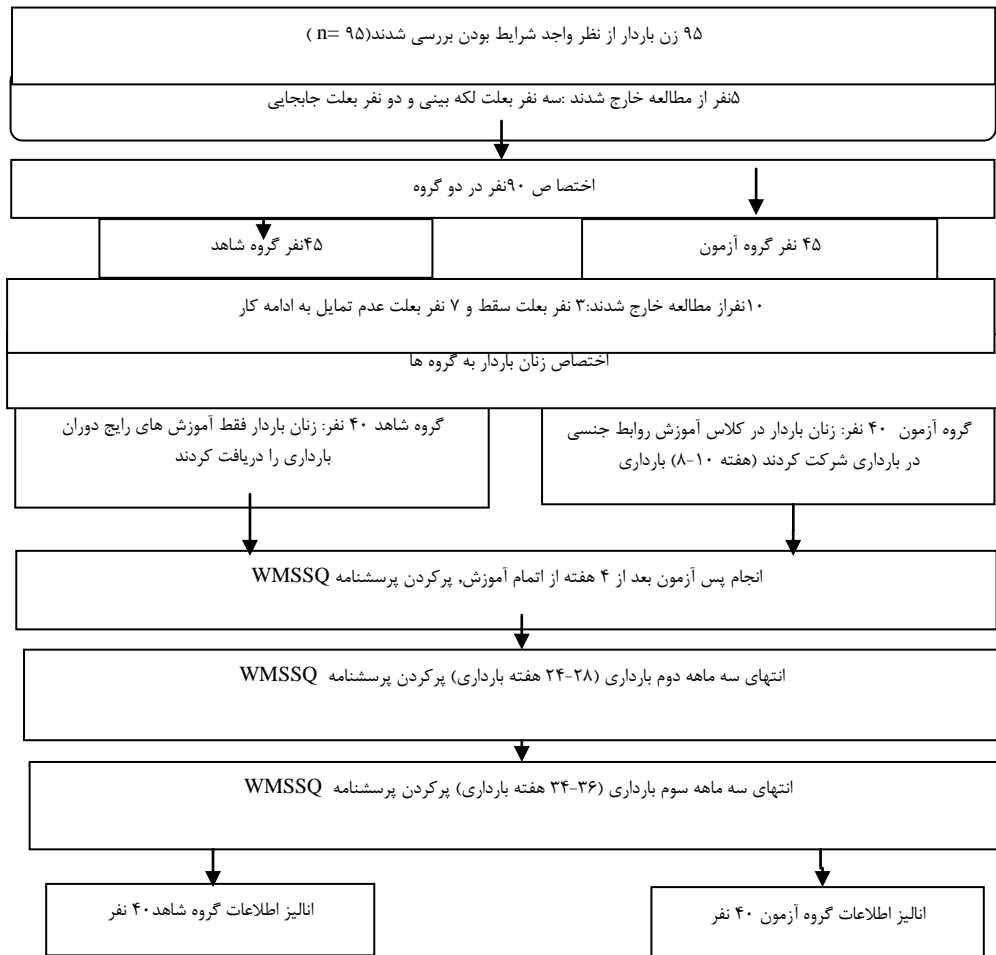 ۹۵ زن باردار از نظر واجد شرایط بودن بررسی شدند(n= ۹۵ )
۵نفر از مطالعه خارج شدند :سه نفر بعلت لکه بینی و دو نفر بعلت جابجایی
اختصا ص ۹۰نفر در دو گروه
۴۵ نفر گروه آزمون
۴۵نفر گروه شاهد
۱۰نفراز مطالعه خارج شدند:۳ نفر بعلت سقط و ۷ نفر بعلت عدم تمایل به ادامه کار
اختصاص زنان باردار به گروه ها
گروه آزمون ۴۰ نفر: زنان باردار در کلاس آموزش روابط جنسی
در بارداری شرکت کردند (هفته ۱۰-۸) بارداری
گروه شاهد ۴۰ نفر: زنان باردار فقط آموزش های رایج دوران
بارداری را دریافت کردند
انجام پس آزمون بعد از ۴ هفته از اتمام آموزش, پرکردن پرسشنامه WMSSQ
انتهای سه ماهه دوم بارداری (۲۸-۲۴ هفته بارداری) پرکردن پرسشنامه WMSSQ
انتهای سه ماهه سوم بارداری (۳۶-۳۴ هفته بارداری) پرکردن پرسشنامه WMSSQ
انالیز اطلاعات گروه آزمون ۴۰ نفر
انالیز اطلاعات گروه شاهد۴۰ نفر